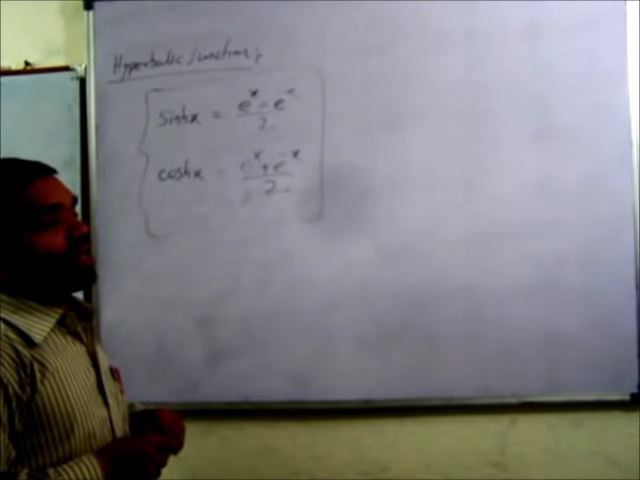 Hyperbolic functions:
sinhx = e^x - e^-x / 2
coshx = e^x + e^-x / 2